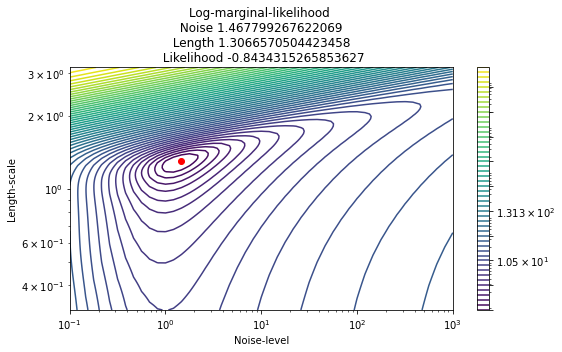 Log-marginal-likelihood
Noise 1.467799267622069
Length 1.3066570504423458
Likelihood -0.8434315265853627
3 × 10⁰
2 × 10⁰
10⁰
6 × 10⁻¹
4 × 10⁻¹
Length-scale
10⁻¹
10⁰
10¹
10²
10³
Noise-level
1.313 × 10²
1.05 × 10¹